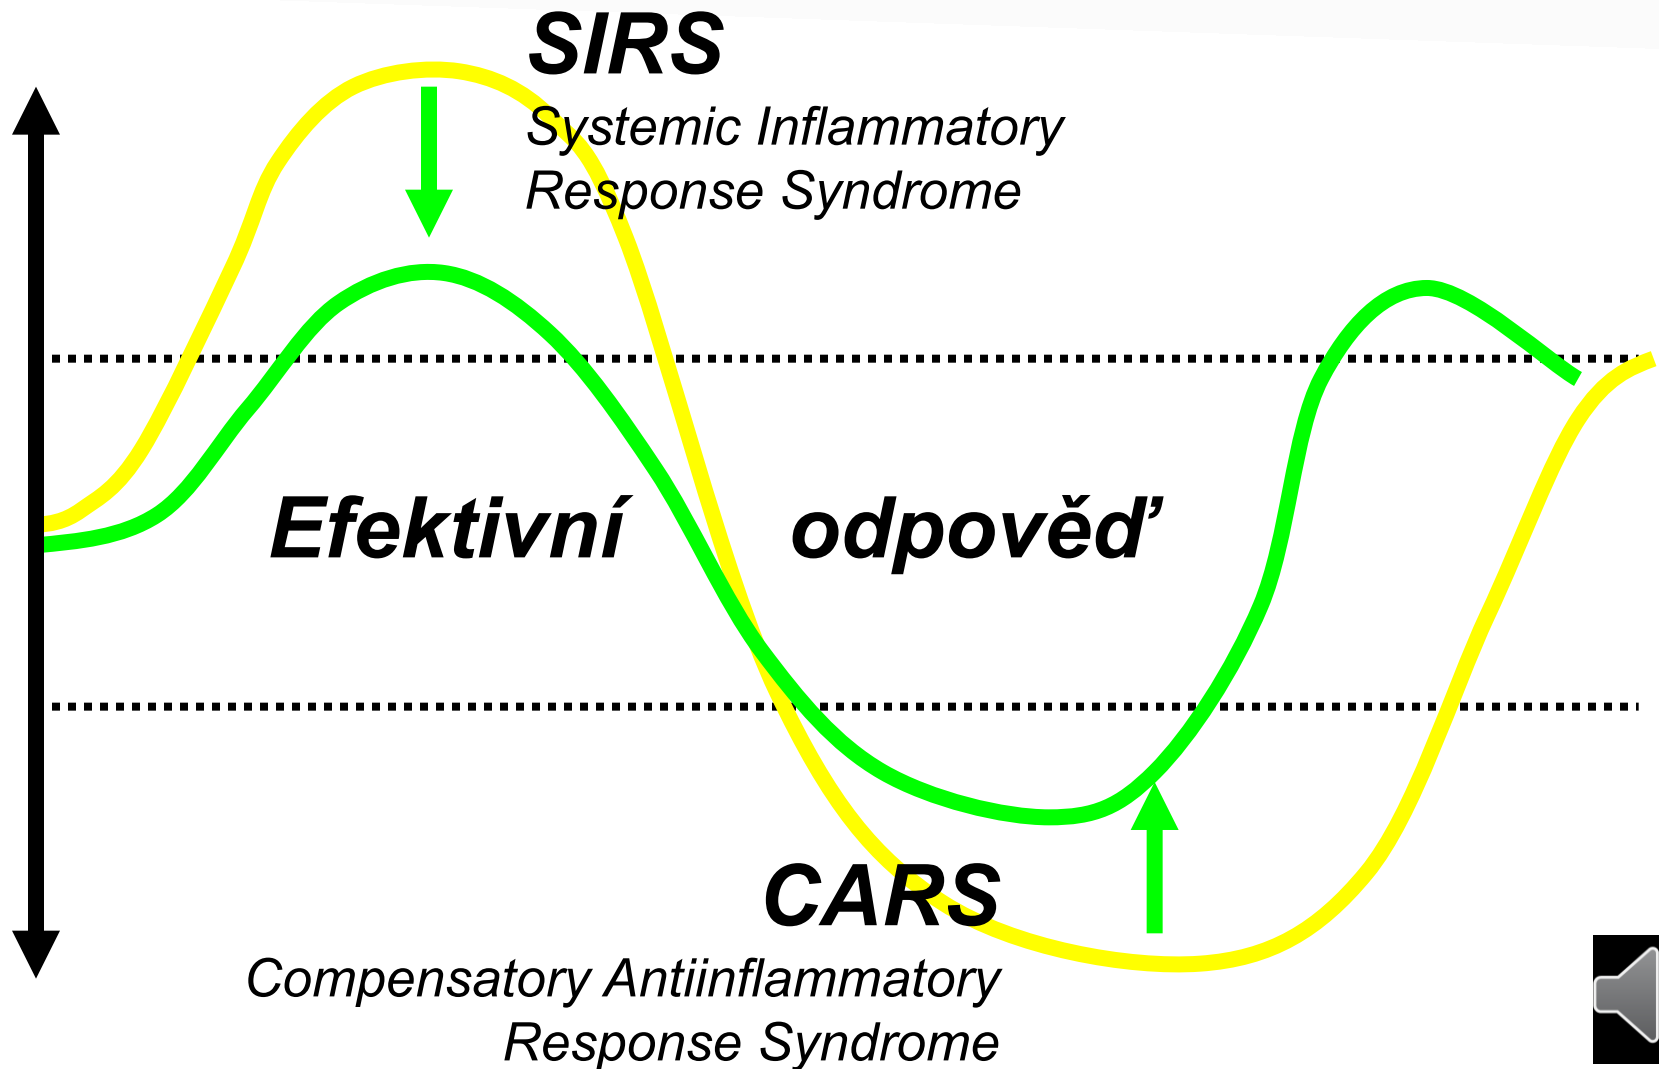 SIRS
Systemic Inflammatory
Response Syndrome
Efektivní odpověď
CARS
Compensatory Antiinflammatory
Response Syndrome